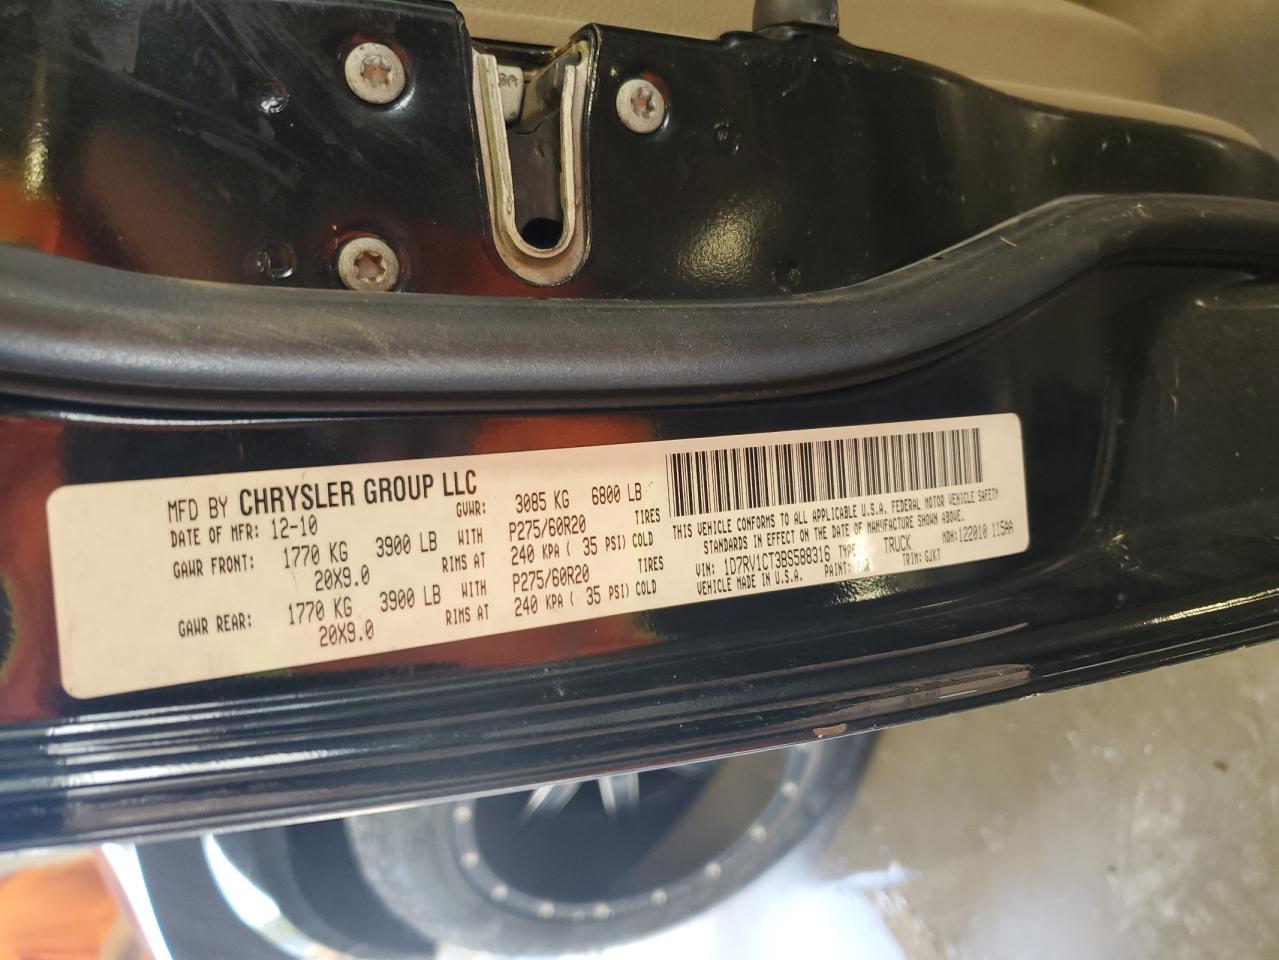 MFD BY CHRYSLER GROUP LLC
DATE OF MFR: 12-10 GVWR: 3085 KG 6800 LB
GAWR FRONT: 1770 KG 3900 LB WITH P275/60R20 TIRES
20X9.0 RIMS AT 240 KPA ( 35 PSI) COLD
GAWR REAR: 1770 KG 3900 LB WITH P275/60R20 TIRES
20X9.0 RIMS AT 240 KPA ( 35 PSI) COLD
THIS VEHICLE CONFORMS TO ALL APPLICABLE U.S.A. FEDERAL MOTOR VEHICLE SAFETY
STANDARDS IN EFFECT ON THE DATE OF MANUFACTURE SHOWN ABOVE.
VIN: 1D7RV1CT3BS588316 TYPE: TRUCK MDH: 122010 115AA
VEHICLE MADE IN U.S.A. PAINT: TRIM: GJKT